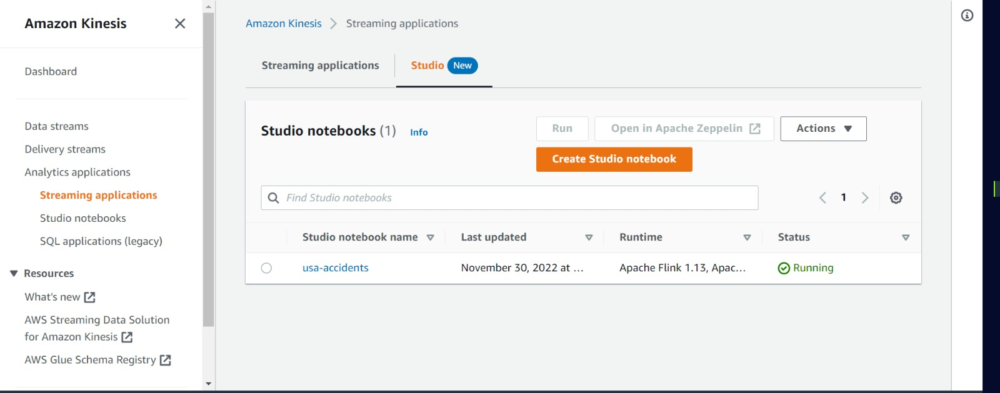 Amazon Kinesis
Dashboard
Data streams
Delivery streams
Analytics applications
Streaming applications
Studio notebooks
SQL applications (legacy)
Resources
What's new
AWS Streaming Data Solution
for Amazon Kinesis
AWS Glue Schema Registry
Amazon Kinesis > Streaming applications
Streaming applications Studio New
Studio notebooks (1) Info
Run Open in Apache Zeppelin Actions
Create Studio notebook
Find Studio notebooks 1
Studio notebook name Last updated Runtime Status
usa-accidents November 30, 2022 at ... Apache Flink 1.13, Apac... Running